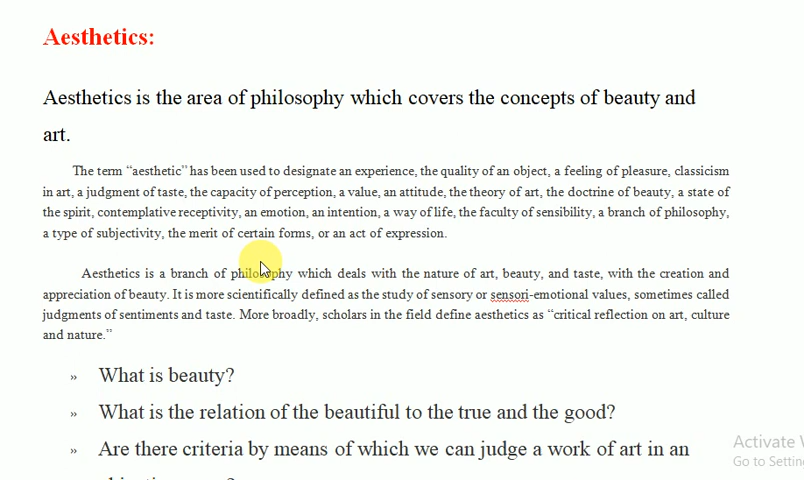 Aesthetics:
Aesthetics is the area of philosophy which covers the concepts of beauty and
art.
The term “aesthetic” has been used to designate an experience, the quality of an object, a feeling of pleasure, classicism
in art, a judgment of taste, the capacity of perception, a value, an attitude, the theory of art, the doctrine of beauty, a state of
the spirit, contemplative receptivity, an emotion, an intention, a way of life, the faculty of sensibility, a branch of philosophy,
a type of subjectivity, the merit of certain forms, or an act of expression.
Aesthetics is a branch of philosophy which deals with the nature of art, beauty, and taste, with the creation and
appreciation of beauty. It is more scientifically defined as the study of sensory or sensori-emotional values, sometimes called
judgments of sentiments and taste. More broadly, scholars in the field define aesthetics as “critical reflection on art, culture
and nature.”
» What is beauty?
» What is the relation of the beautiful to the true and the good?
» Are there criteria by means of which we can judge a work of art in an
Activate
Go to Setting